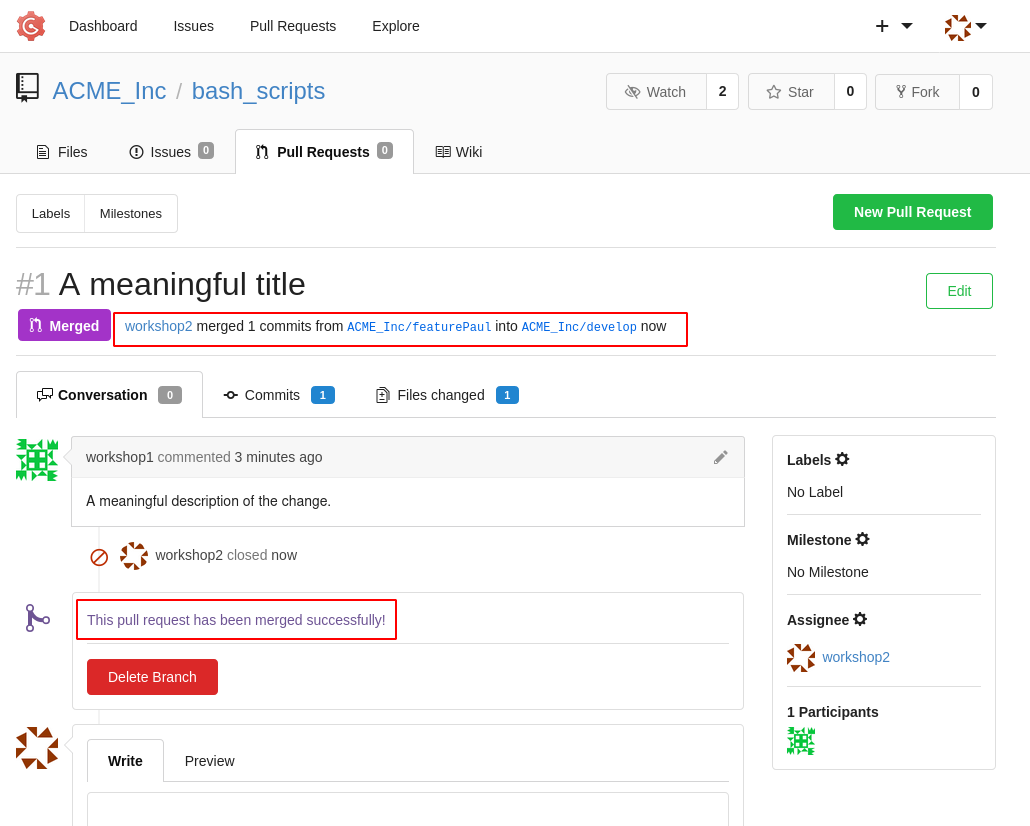 Dashboard Issues Pull Requests Explore
ACME_Inc / bash_scripts Watch 2 Star 0 Fork 0
Files Issues 0 Pull Requests 0 Wiki
Labels Milestones New Pull Request
#1 A meaningful title Edit
Merged workshop2 merged 1 commits from ACME_Inc/featurePaul into ACME_Inc/develop now
Conversation 0 Commits 1 Files changed 1
workshop1 commented 3 minutes ago
A meaningful description of the change.
workshop2 closed now
This pull request has been merged successfully!
Delete Branch
Write Preview
Labels
No Label
Milestone
No Milestone
Assignee
workshop2
1 Participants